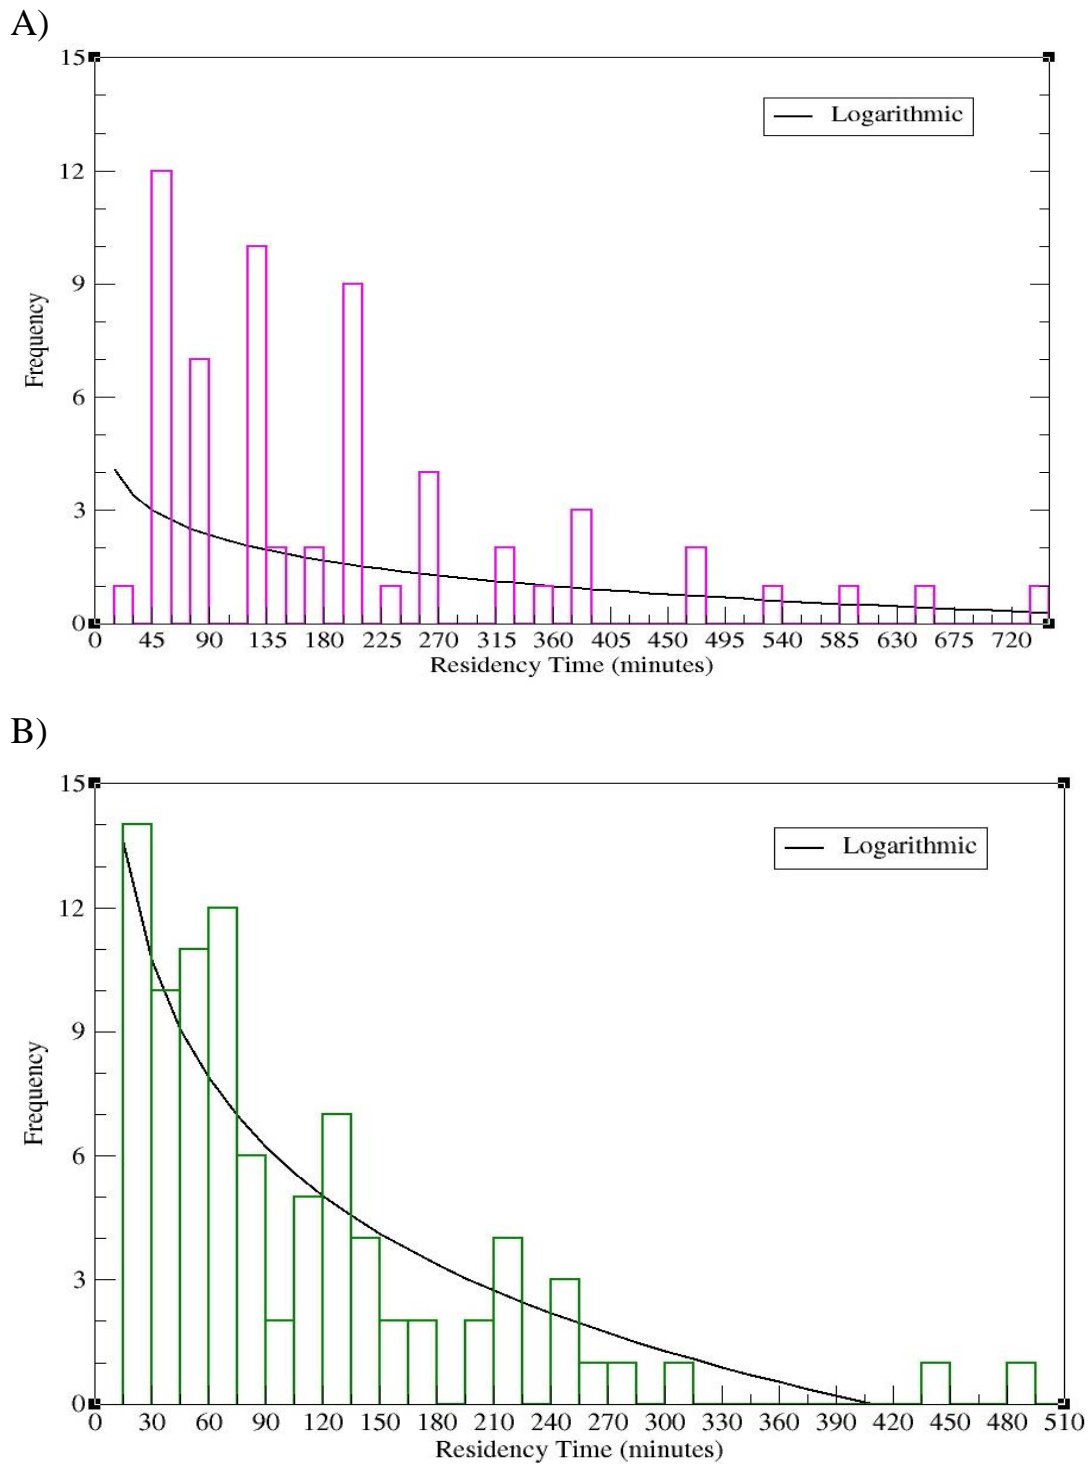 A)
15
Logarithmic
12
9
Frequency
6
3
0
0 45 90 135 180 225 270 315 360 405 450 495 540 585 630 675 720
Residency Time (minutes)
B)
15
Logarithmic
12
9
Frequency
6
3
0
0 30 60 90 120 150 180 210 240 270 300 330 360 390 420 450 480 510
Residency Time (minutes)